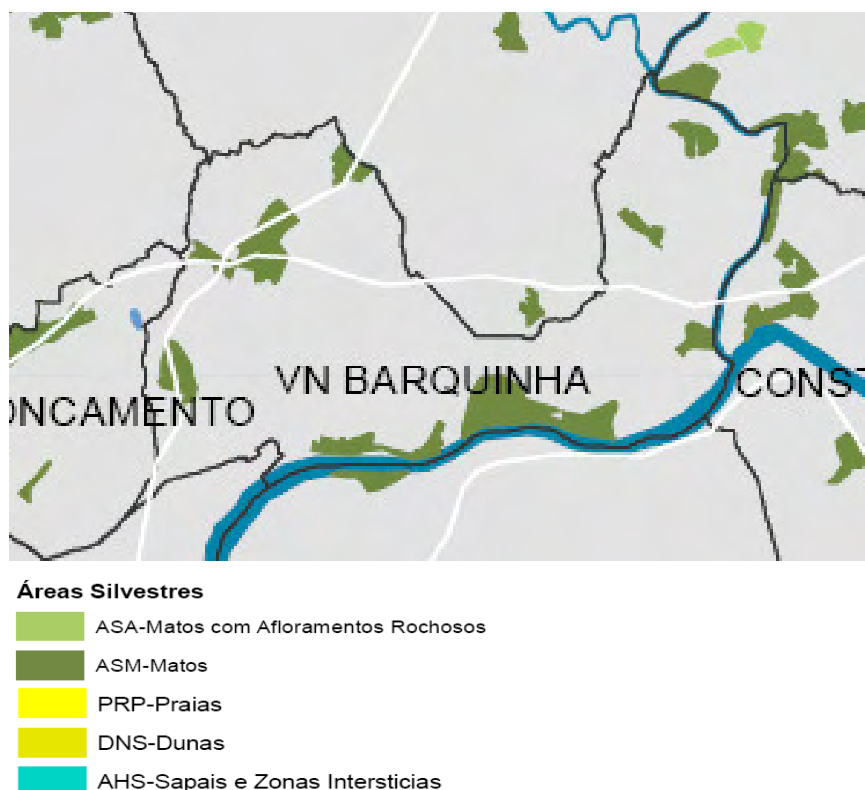 VN BARQUINHA
CONST
ONCAMENTO
Áreas Silvestres
ASA-Matos com Afloramentos Rochosos
ASM-Matos
PRP-Praias
DNS-Dunas
AHS-Sapais e Zonas Intersticias